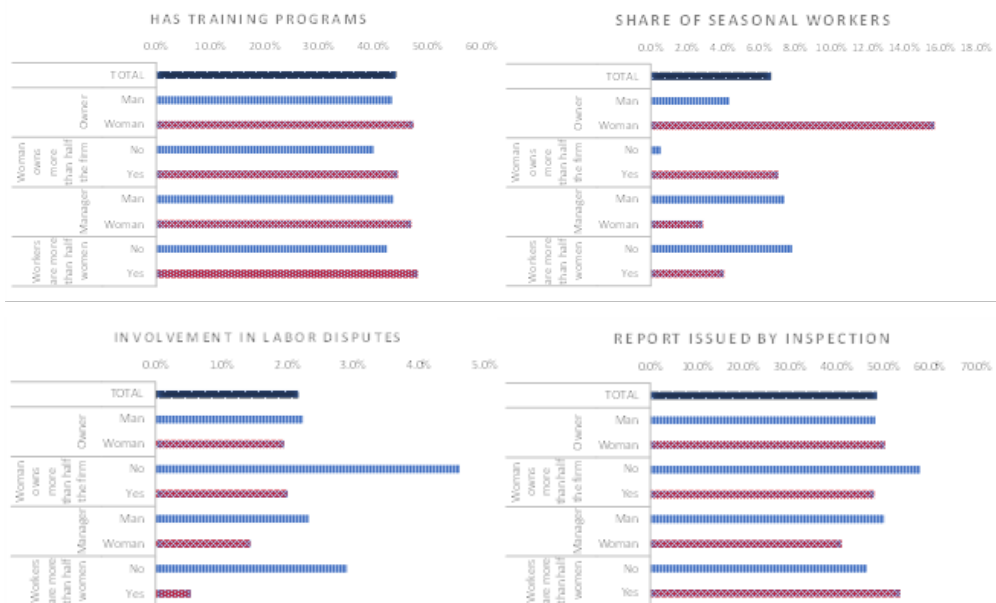 HAS TRAINING PROGRAMS
0.0% 10.0% 20.0% 30.0% 40.0% 50.0% 60.0%
TOTAL
Owner
Man
Woman
Woman owns more than half the firm
No
Yes
Manager
Man
Woman
Workers are more than half women
No
Yes
SHARE OF SEASONAL WORKERS
0.0% 2.0% 4.0% 6.0% 8.0% 10.0% 12.0% 14.0% 16.0% 18.0%
TOTAL
Owner
Man
Woman
Woman owns more than half the firm
No
Yes
Manager
Man
Woman
Workers are more than half women
No
Yes
INVOLVEMENT IN LABOR DISPUTES
0.0% 1.0% 2.0% 3.0% 4.0% 5.0%
TOTAL
Owner
Man
Woman
Woman owns more than half the firm
No
Yes
Manager
Man
Woman
Workers are more than half women
No
Yes
REPORT ISSUED BY INSPECTION
0.0% 10.0% 20.0% 30.0% 40.0% 50.0% 60.0% 70.0%
TOTAL
Owner
Man
Woman
Woman owns more than half the firm
No
Yes
Manager
Man
Woman
Workers are more than half women
No
Yes